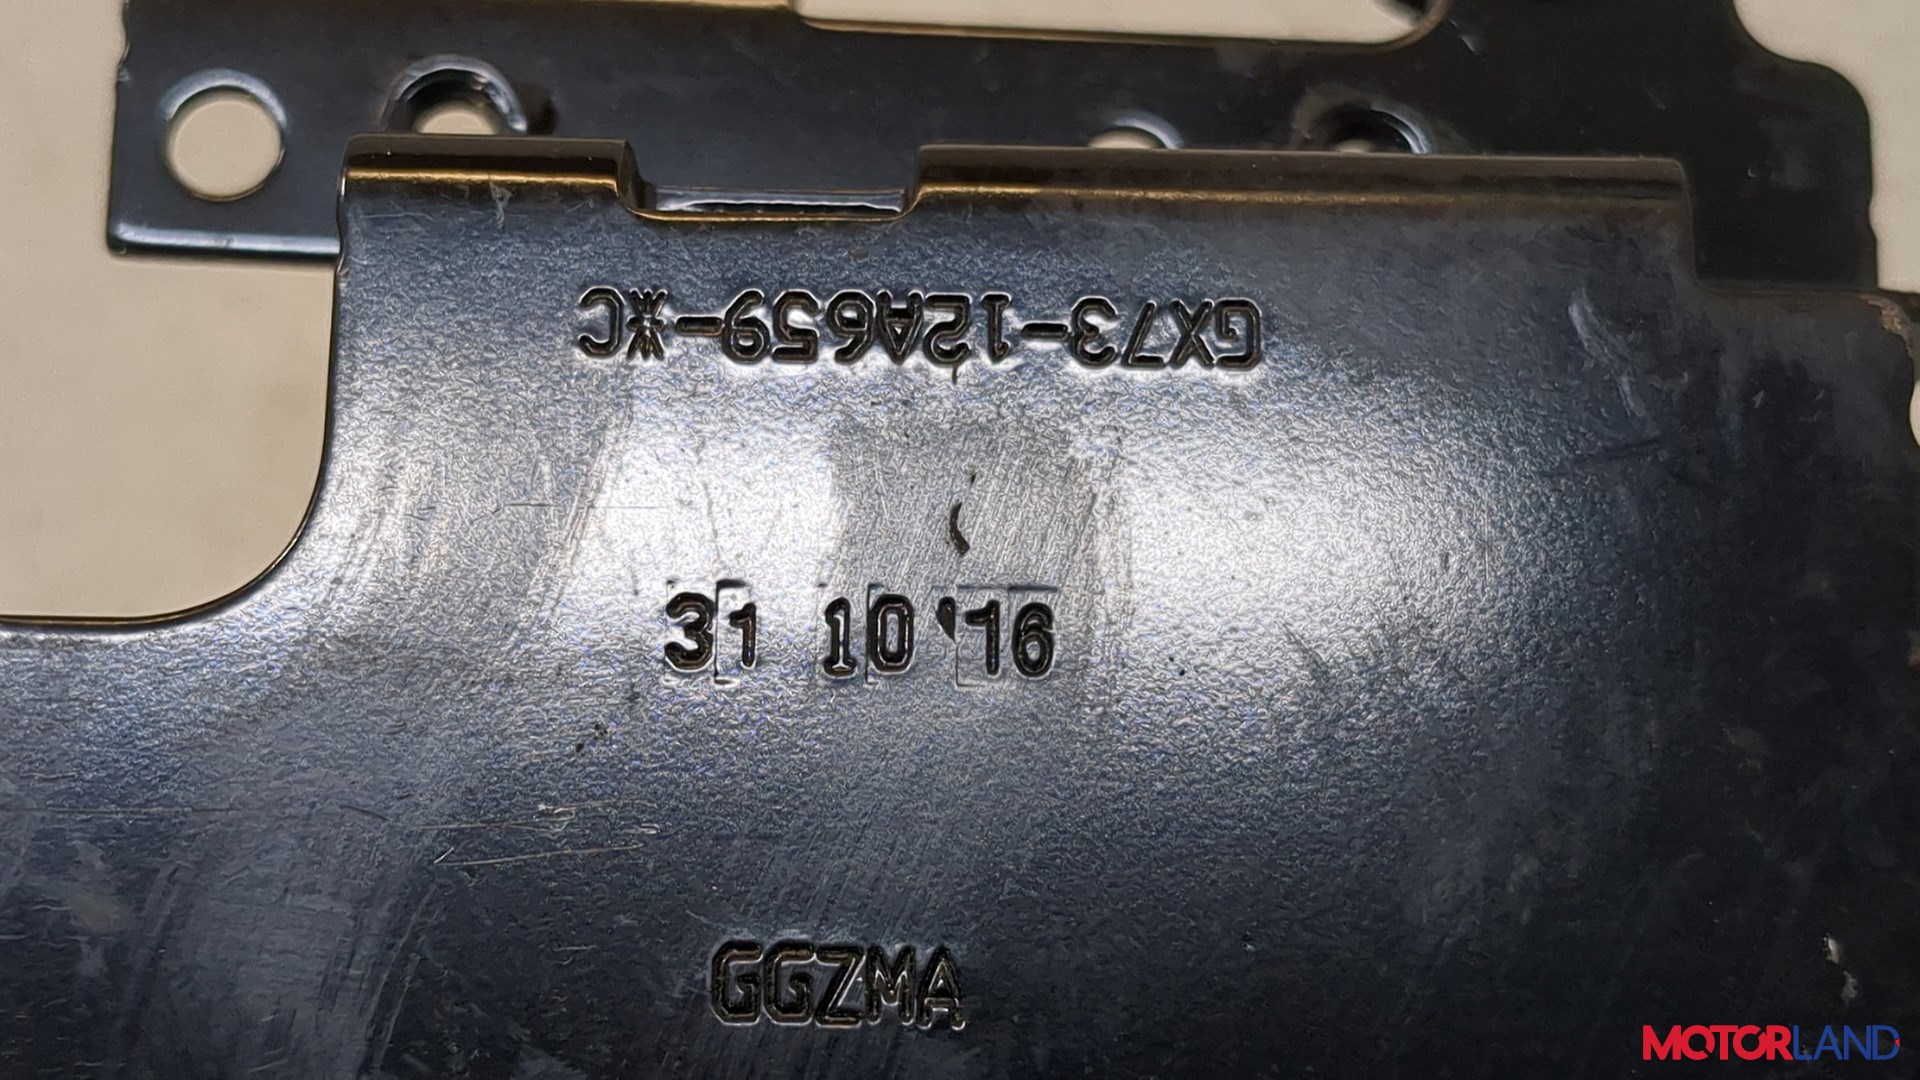 GX73-12A659-*C
31 10 '16
GGZMA
MOTORLAND